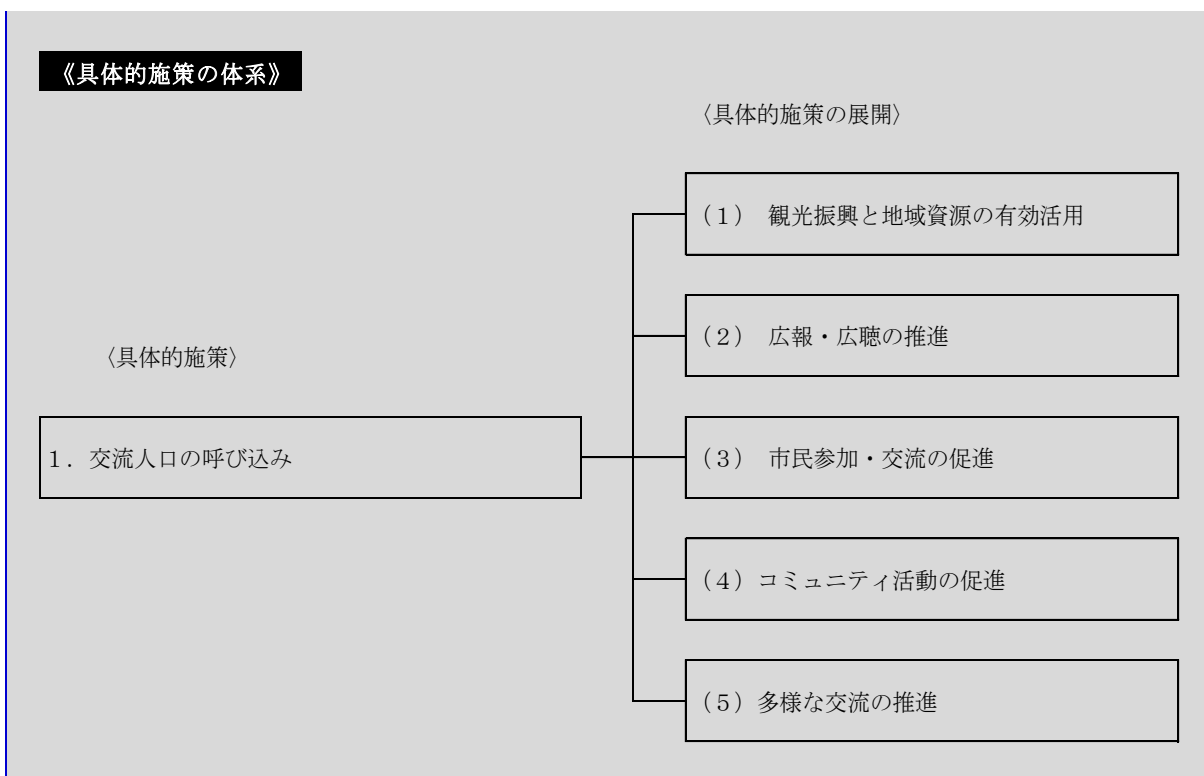 《具体的施策の体系》
〈具体的施策の展開〉
(1) 観光振興と地域資源の有効活用
(2) 広報・広聴の推進
〈具体的施策〉
1.交流人口の呼び込み
(3) 市民参加・交流の促進
(4)コミュニティ活動の促進
(5)多様な交流の推進